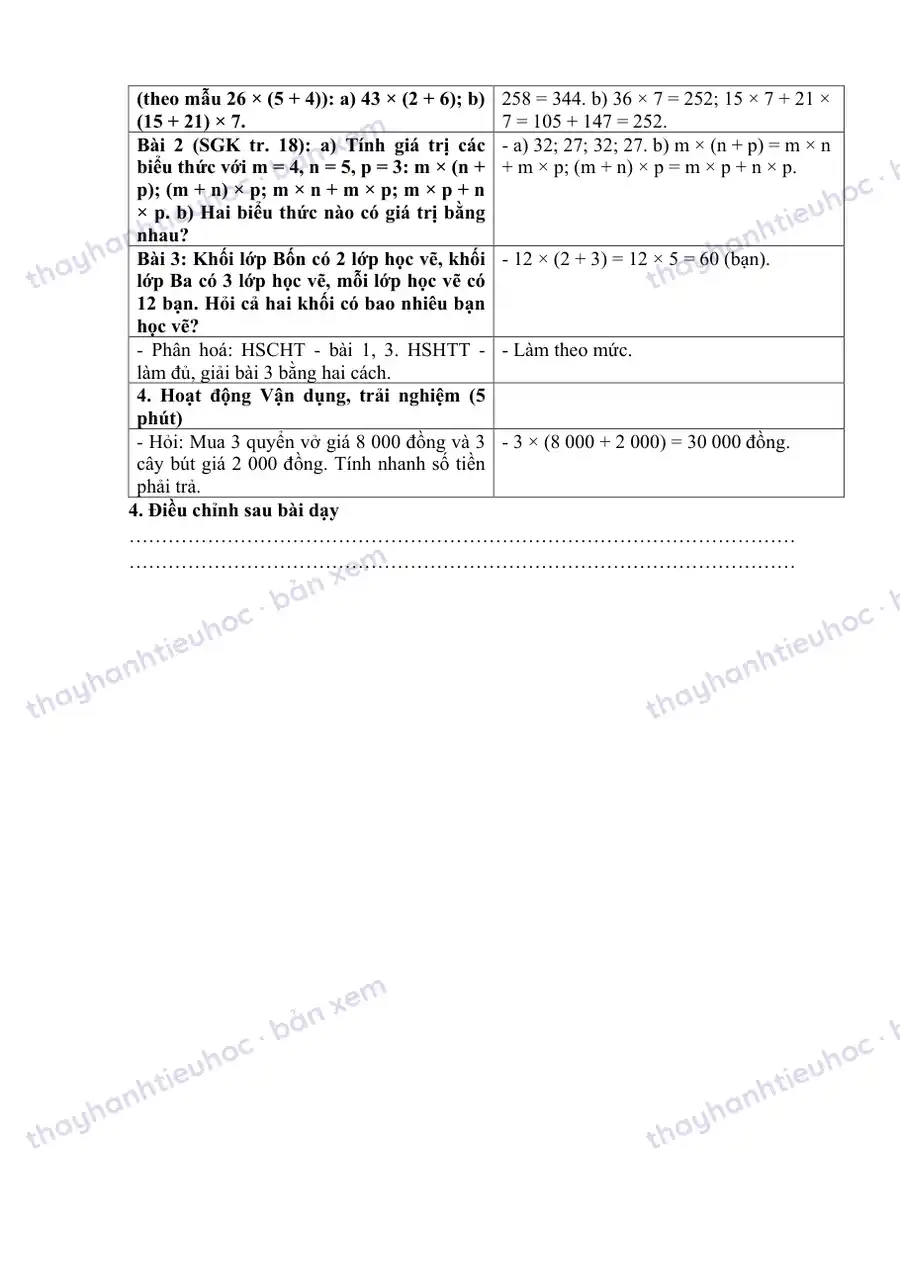 (theo mẫu 26 × (5 + 4)): a) 43 × (2 + 6); b)
(15 + 21) × 7.
258 = 344. b) 36 × 7 = 252; 15 × 7 + 21 ×
7 = 105 + 147 = 252.
Bài 2 (SGK tr. 18): a) Tính giá trị các
biểu thức với m = 4, n = 5, p = 3: m × (n +
p); (m + n) × p; m × n + m × p; m × p + n
× p. b) Hai biểu thức nào có giá trị bằng
nhau?
- a) 32; 27; 32; 27. b) m × (n + p) = m × n
+ m × p; (m + n) × p = m × p + n × p.
Bài 3: Khối lớp Bốn có 2 lớp học vẽ, khối
lớp Ba có 3 lớp học vẽ, mỗi lớp học vẽ có
12 bạn. Hỏi cả hai khối có bao nhiêu bạn
học vẽ?
- 12 × (2 + 3) = 12 × 5 = 60 (bạn).
- Phân hoá: HSCHT - bài 1, 3. HSHTT -
làm đủ, giải bài 3 bằng hai cách.
- Làm theo mức.
4. Hoạt động Vận dụng, trải nghiệm (5
phút)
- Hỏi: Mua 3 quyển vở giá 8 000 đồng và 3
cây bút giá 2 000 đồng. Tính nhanh số tiền
phải trả.
- 3 × (8 000 + 2 000) = 30 000 đồng.
4. Điều chỉnh sau bài dạy
……………………………………………………………………………………………
……………………………………………………………………………………………
thayhanhtieuhoc · bản xem
thayhanhtieuhoc · b
thayhanhtieuhoc · bản xem
thayhanhtieuhoc · b
thayhanhtieuhoc · bản xem
thayhanhtieuhoc · b